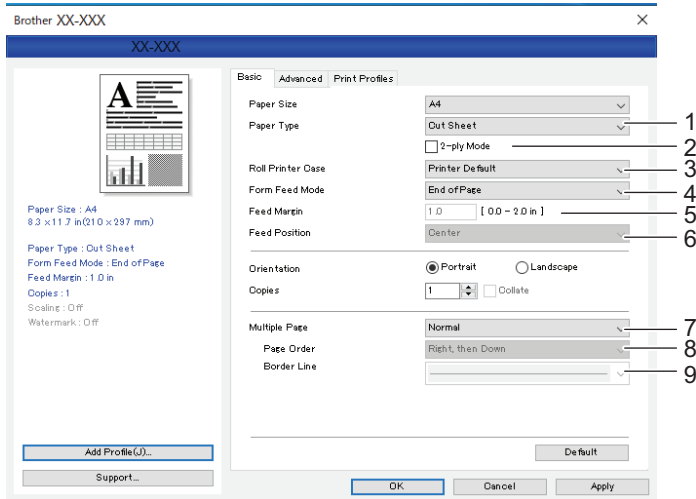 Brother XX-XXX
XX-XXX
Basic Advanced Print Profiles
A
Paper Size A4
Paper Type Cut Sheet 1
2-ply Mode 2
Roll Printer Case Printer Default 3
Form Feed Mode End of Page 4
Feed Margin 1.0 [ 0.0 – 2.0 in ] 5
Feed Position Center 6
Orientation Portrait Landscape
Copies 1 Collate
Multiple Page Normal 7
Page Order Right, then Down 8
Border Line 9
Paper Size : A4
8.3 × 11.7 in(210 × 297 mm)
Paper Type : Cut Sheet
Form Feed Mode : End of Page
Feed Margin : 1.0 in
Copies : 1
Scaling : Off
Watermark : Off
Add Profile(J)...
Support...
Default
OK Cancel Apply